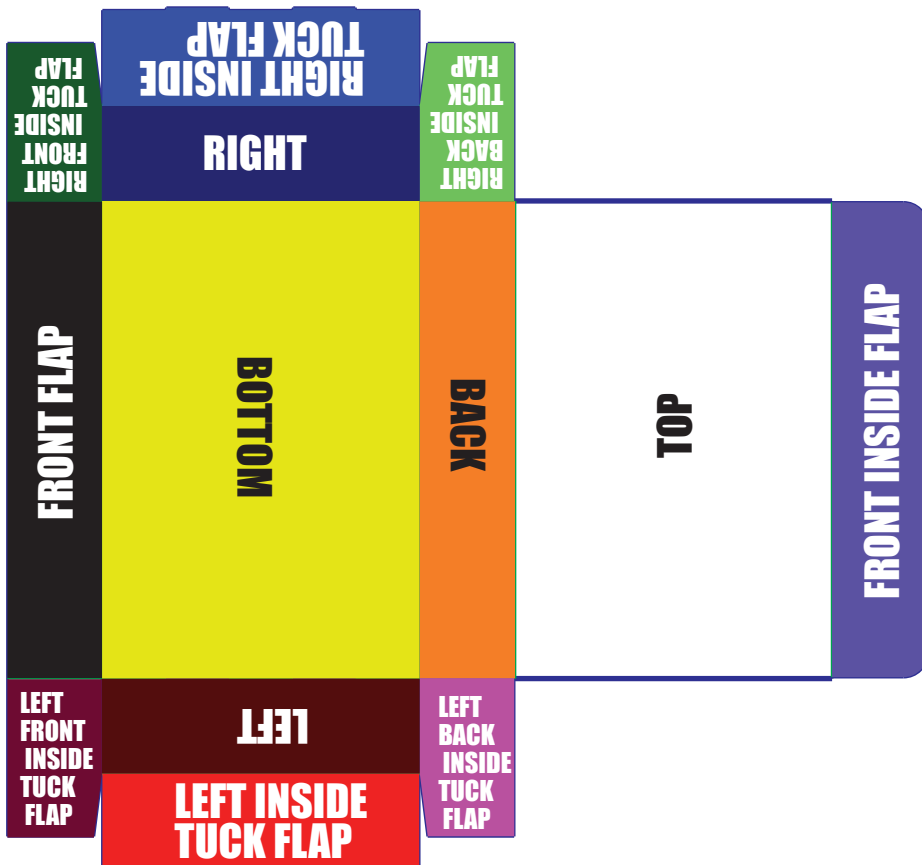 RIGHT INSIDE
TUCK FLAP
RIGHT
FRONT
INSIDE
TUCK
FLAP
RIGHT
BACK
INSIDE
TUCK
FLAP
RIGHT
FRONT FLAP
BOTTOM
BACK
TOP
FRONT INSIDE FLAP
LEFT
FRONT
INSIDE
TUCK
FLAP
LEFT
LEFT
BACK
INSIDE
TUCK
FLAP
LEFT INSIDE
TUCK FLAP